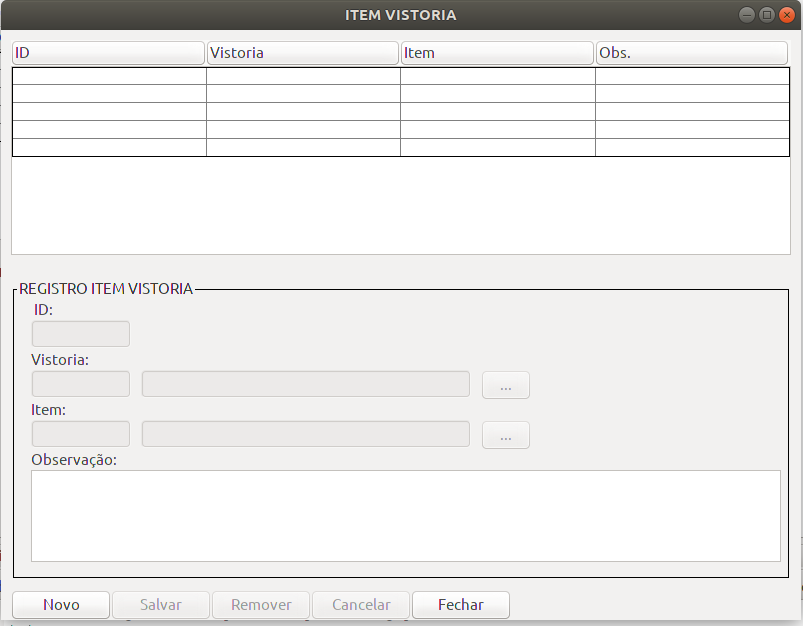 ITEM VISTORIA
ID Vistoria Item Obs.
REGISTRO ITEM VISTORIA
ID:
Vistoria:
...
Item:
...
Observação:
Novo Salvar Remover Cancelar Fechar